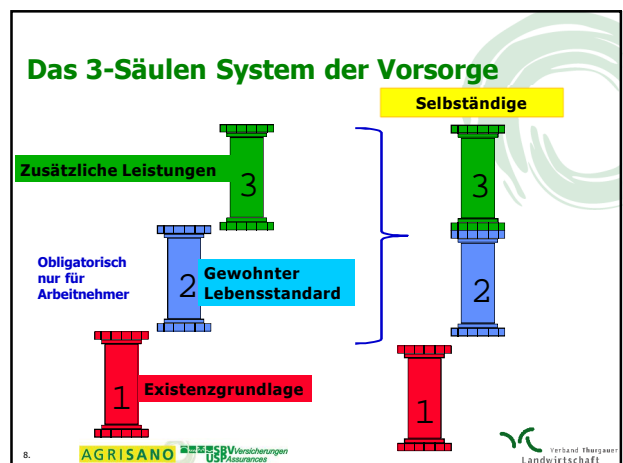 Das 3-Säulen System der Vorsorge
Selbständige
Zusätzliche Leistungen
3
3
Obligatorisch
nur für
Arbeitnehmer
2
Gewohnter
Lebensstandard
2
1
Existenzgrundlage
1
8.
AGRISANO
SBV Versicherungen
USP Assurances
Verband Thurgauer
Landwirtschaft